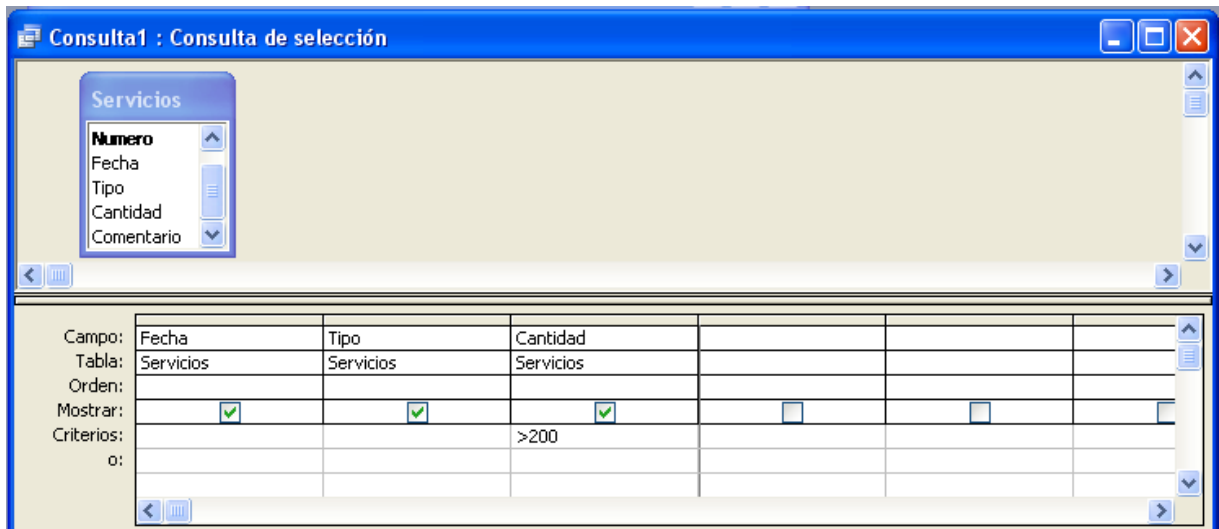 Consulta1 : Consulta de selección
Servicios
Numero
Fecha
Tipo
Cantidad
Comentario
Campo: Fecha Tipo Cantidad
Tabla: Servicios Servicios Servicios
Orden:
Mostrar:
Criterios: >200
o: